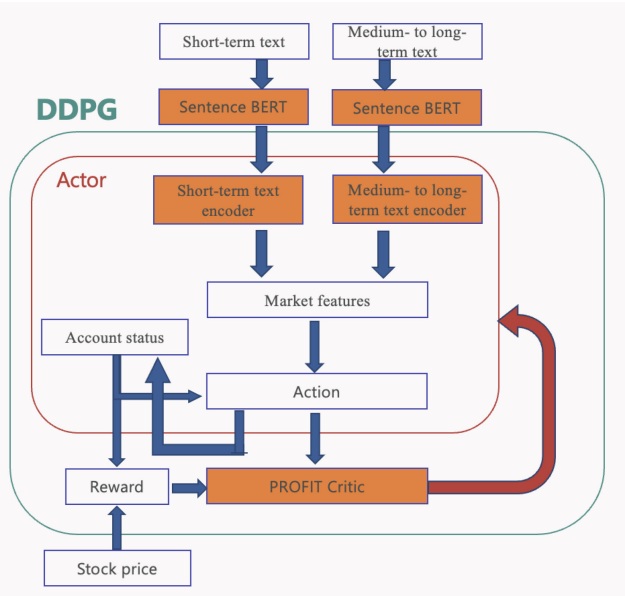 Short-term text
Medium- to long-
term text
Sentence BERT
Sentence BERT
DDPG
Actor
Short-term text
encoder
Medium- to long-
term text encoder
Market features
Account status
Action
Reward
PROFIT Critic
Stock price